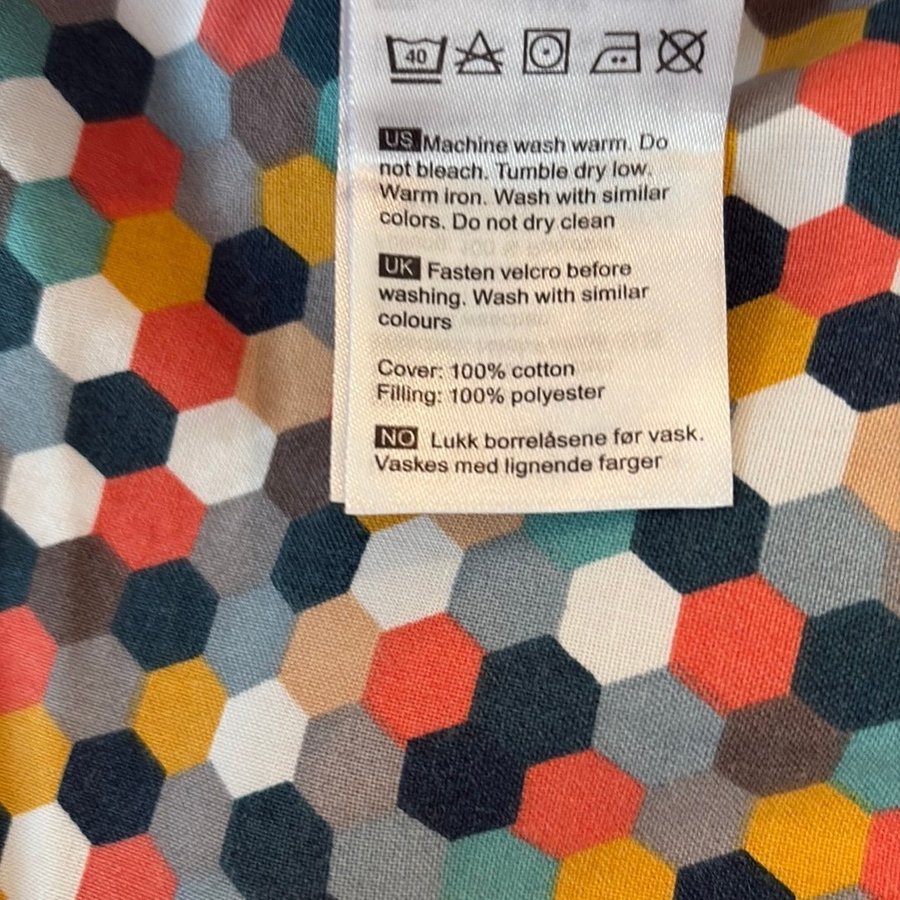 40
US Machine wash warm. Do
not bleach. Tumble dry low.
Warm iron. Wash with similar
colors. Do not dry clean
UK Fasten velcro before
washing. Wash with similar
colours
Cover: 100% cotton
Filling: 100% polyester
NO Lukk borrelåsene før vask.
Vaskes med lignende farger